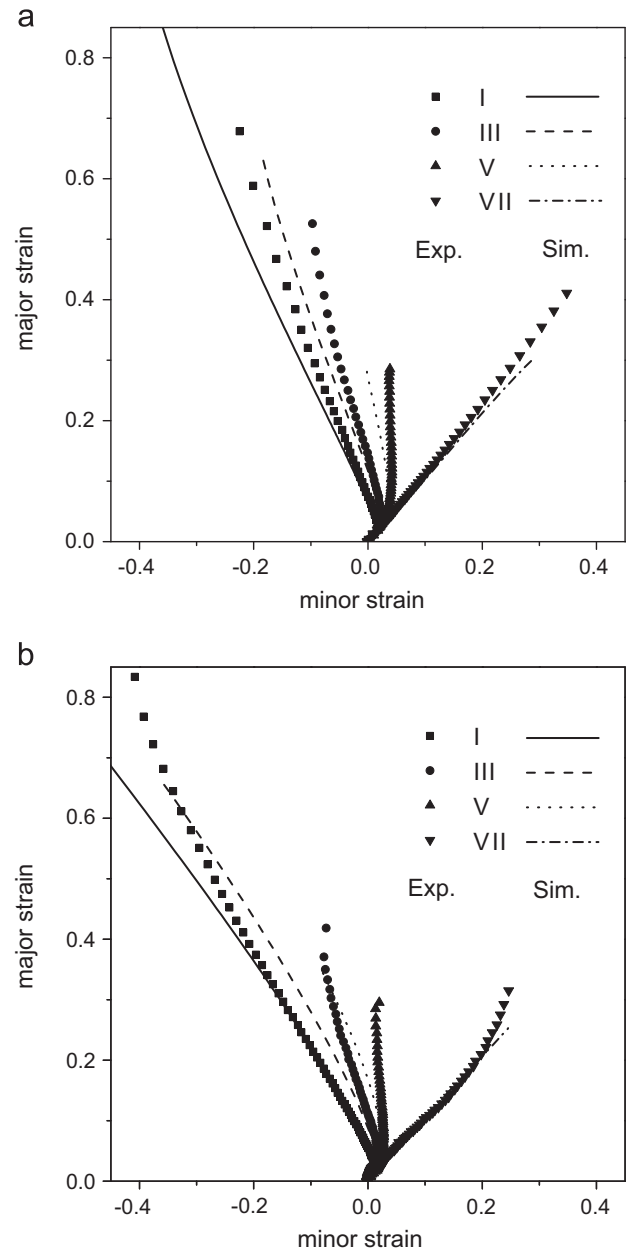 a
0.8
0.6
0.4
0.2
0.0
-0.4
-0.2
0.0
0.2
0.4
major strain
minor strain
I
III
V
VII
Exp. Sim.
b
0.8
0.6
0.4
0.2
0.0
-0.4
-0.2
0.0
0.2
0.4
major strain
minor strain
I
III
V
VII
Exp. Sim.